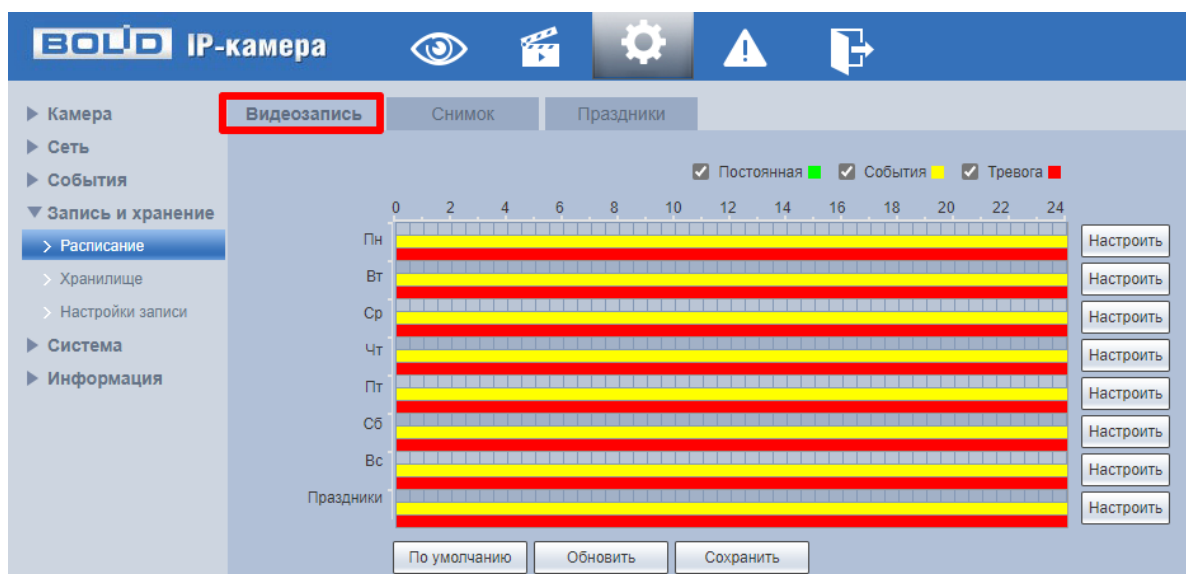 BOLID IP-камера
Камера
Сеть
События
Запись и хранение
Расписание
Хранилище
Настройки записи
Система
Информация
Видеозапись Снимок Праздники
Постоянная События Тревога
0 2 4 6 8 10 12 14 16 18 20 22 24
Пн Настроить
Вт Настроить
Ср Настроить
Чт Настроить
Пт Настроить
Сб Настроить
Вс Настроить
Праздники Настроить
По умолчанию Обновить Сохранить